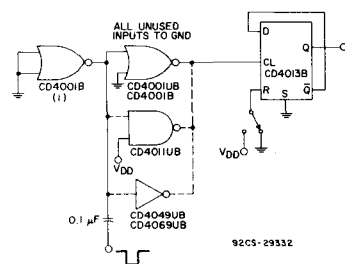 ALL UNUSED
INPUTS TO GND
CD4001B
(1)
CD4001UB
CD4001B
CD4011UB
VDD
CD4049UB
CD4069UB
0.1 µF
CD4013B
D
Q
CL
R
S
Q̅
VDD
92CS-29332